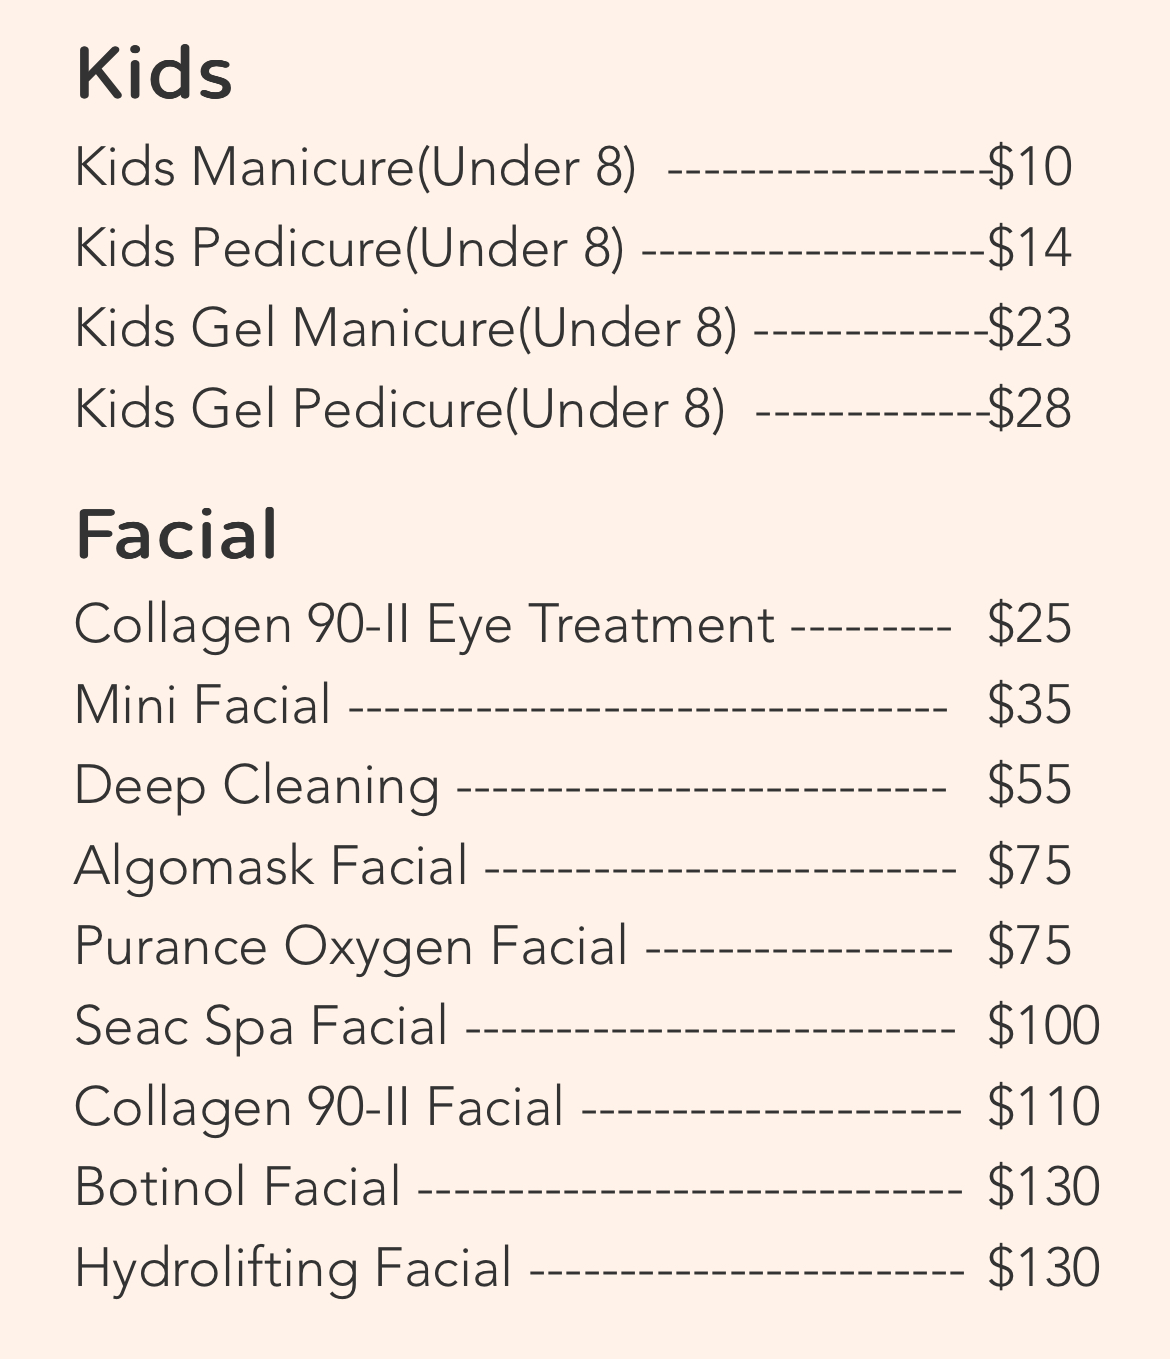 Kids
Kids Manicure(Under 8) ------------------$10
Kids Pedicure(Under 8) -------------------$14
Kids Gel Manicure(Under 8) -------------$23
Kids Gel Pedicure(Under 8) -------------$28
Facial
Collagen 90-II Eye Treatment --------- $25
Mini Facial --------------------------------- $35
Deep Cleaning --------------------------- $55
Algomask Facial -------------------------- $75
Purance Oxygen Facial ----------------- $75
Seac Spa Facial --------------------------- $100
Collagen 90-II Facial --------------------- $110
Botinol Facial ------------------------------ $130
Hydrolifting Facial ------------------------ $130